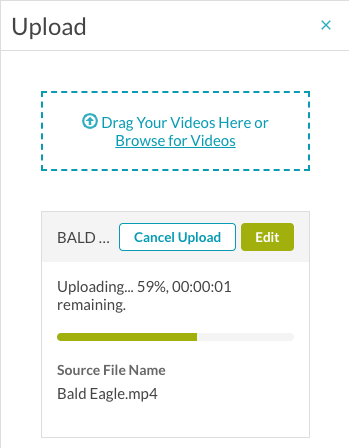 Upload
×
Drag Your Videos Here or
Browse for Videos
BALD ...
Cancel Upload
Edit
Uploading... 59%, 00:00:01
remaining.
Source File Name
Bald Eagle.mp4